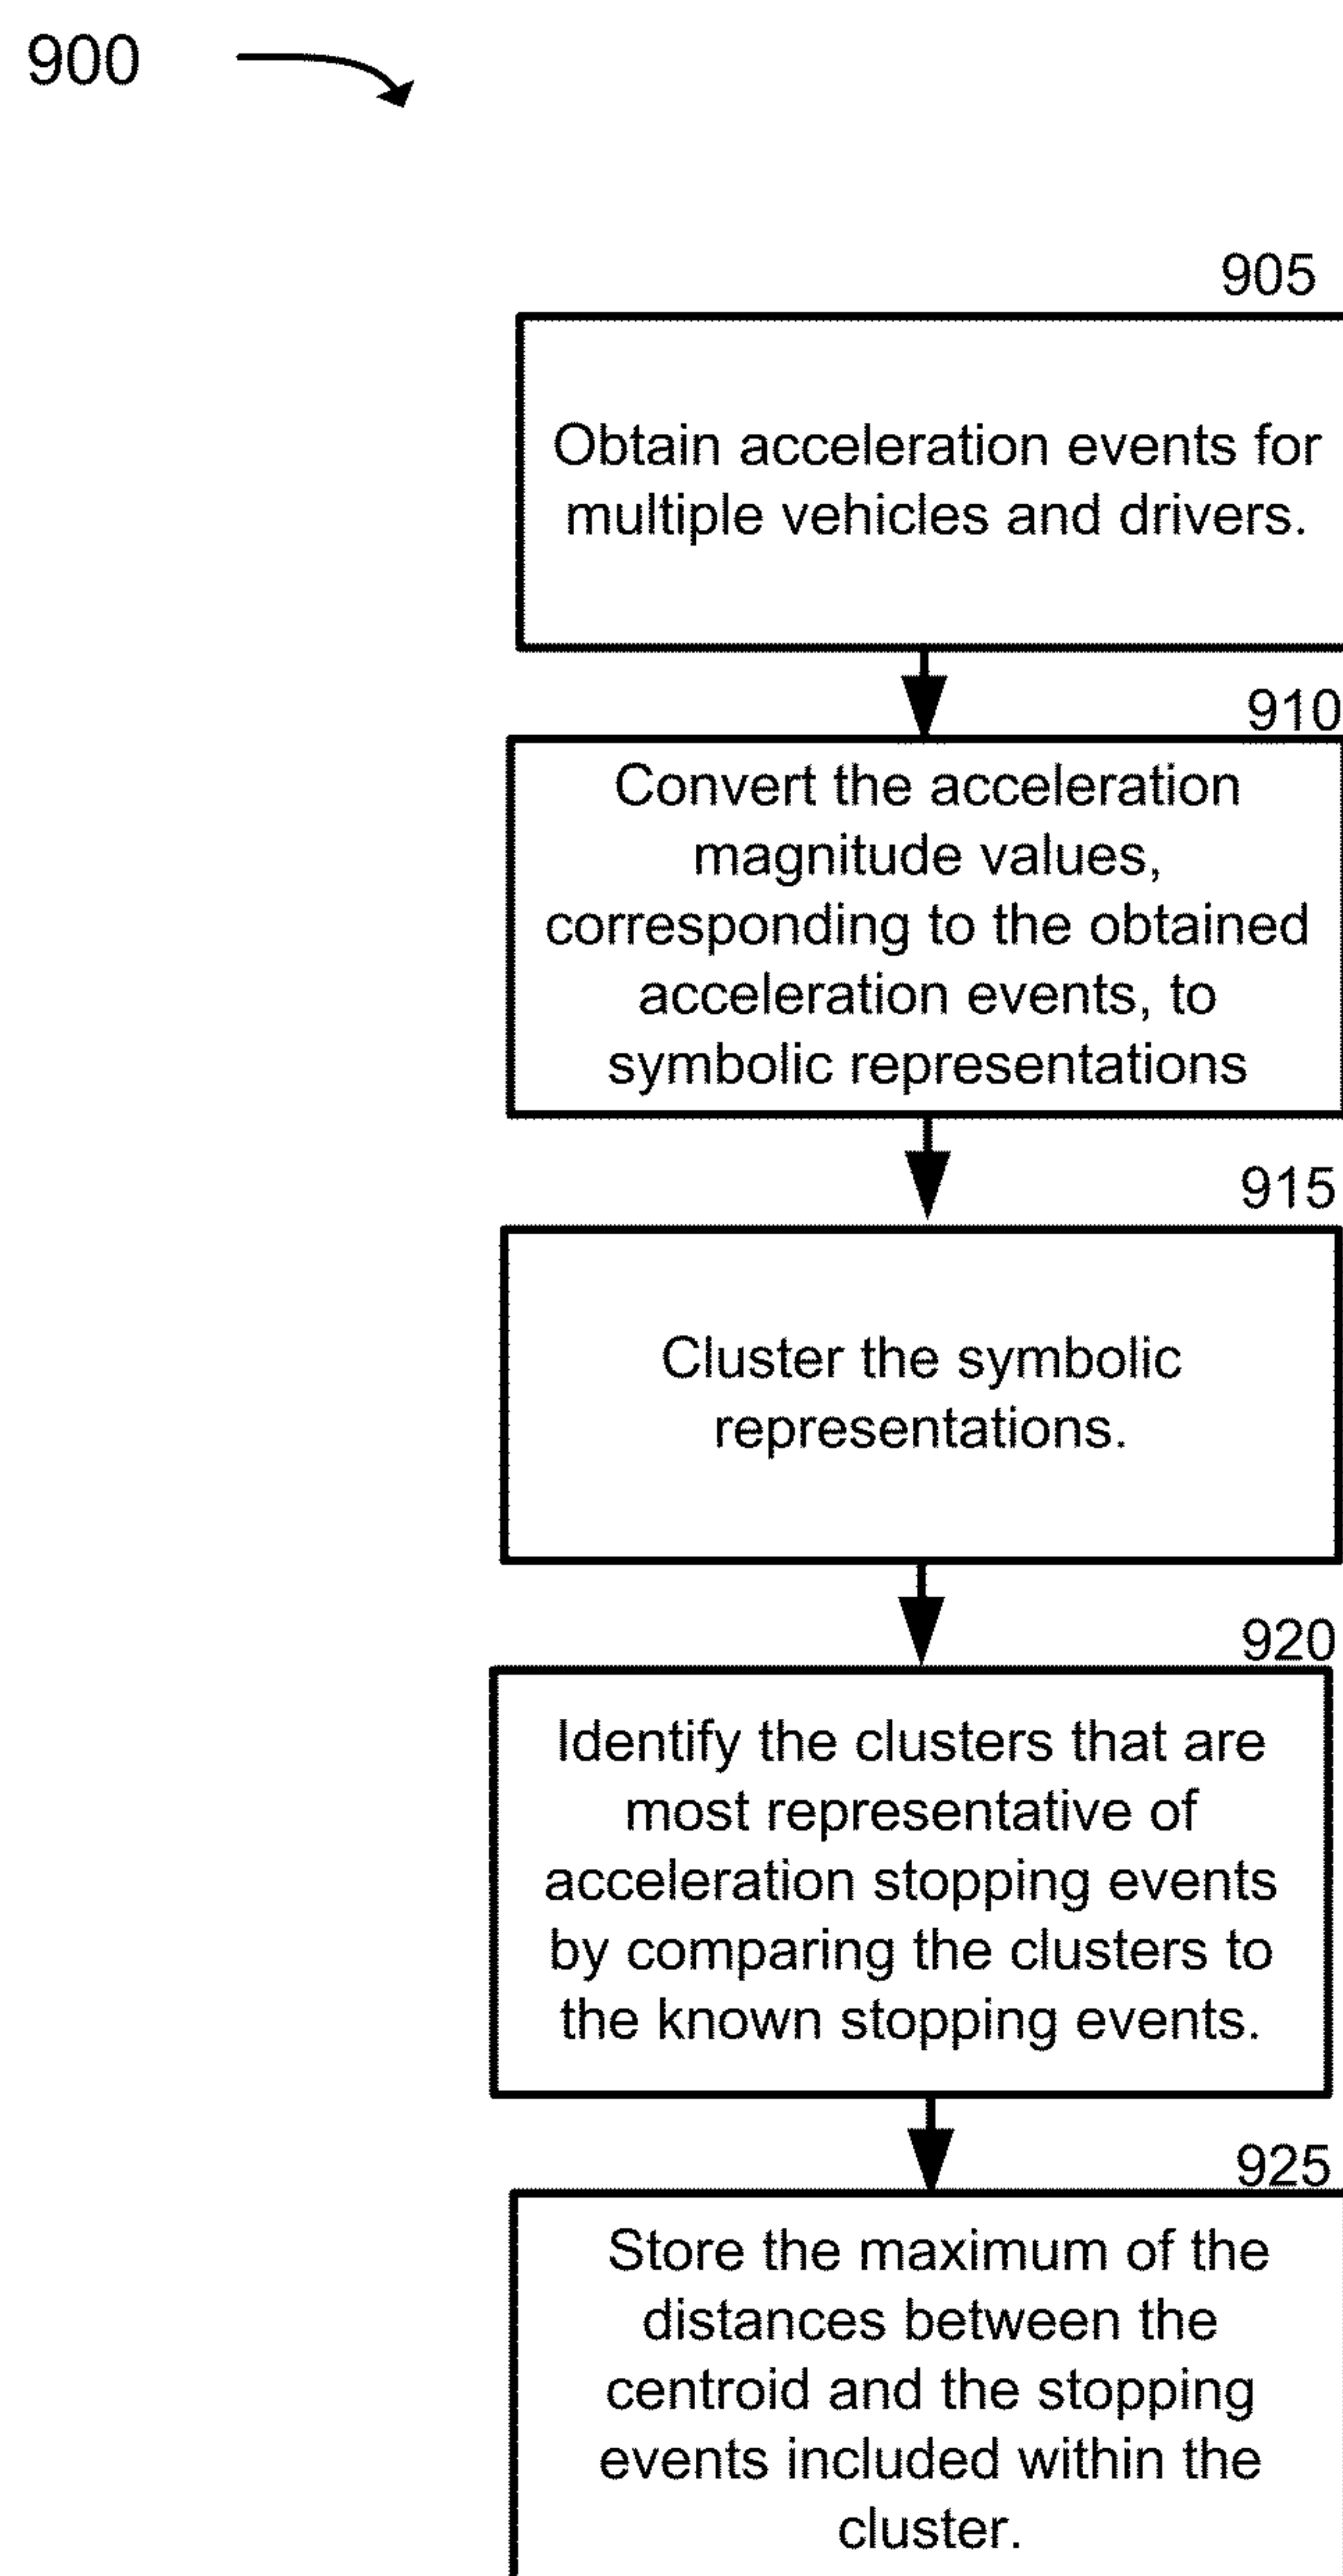 900
905
Obtain acceleration events for
multiple vehicles and drivers.
910
Convert the acceleration
magnitude values,
corresponding to the obtained
acceleration events, to
symbolic representations
915
Cluster the symbolic
representations.
920
Identify the clusters that are
most representative of
acceleration stopping events
by comparing the clusters to
the known stopping events.
925
Store the maximum of the
distances between the
centroid and the stopping
events included within the
cluster.